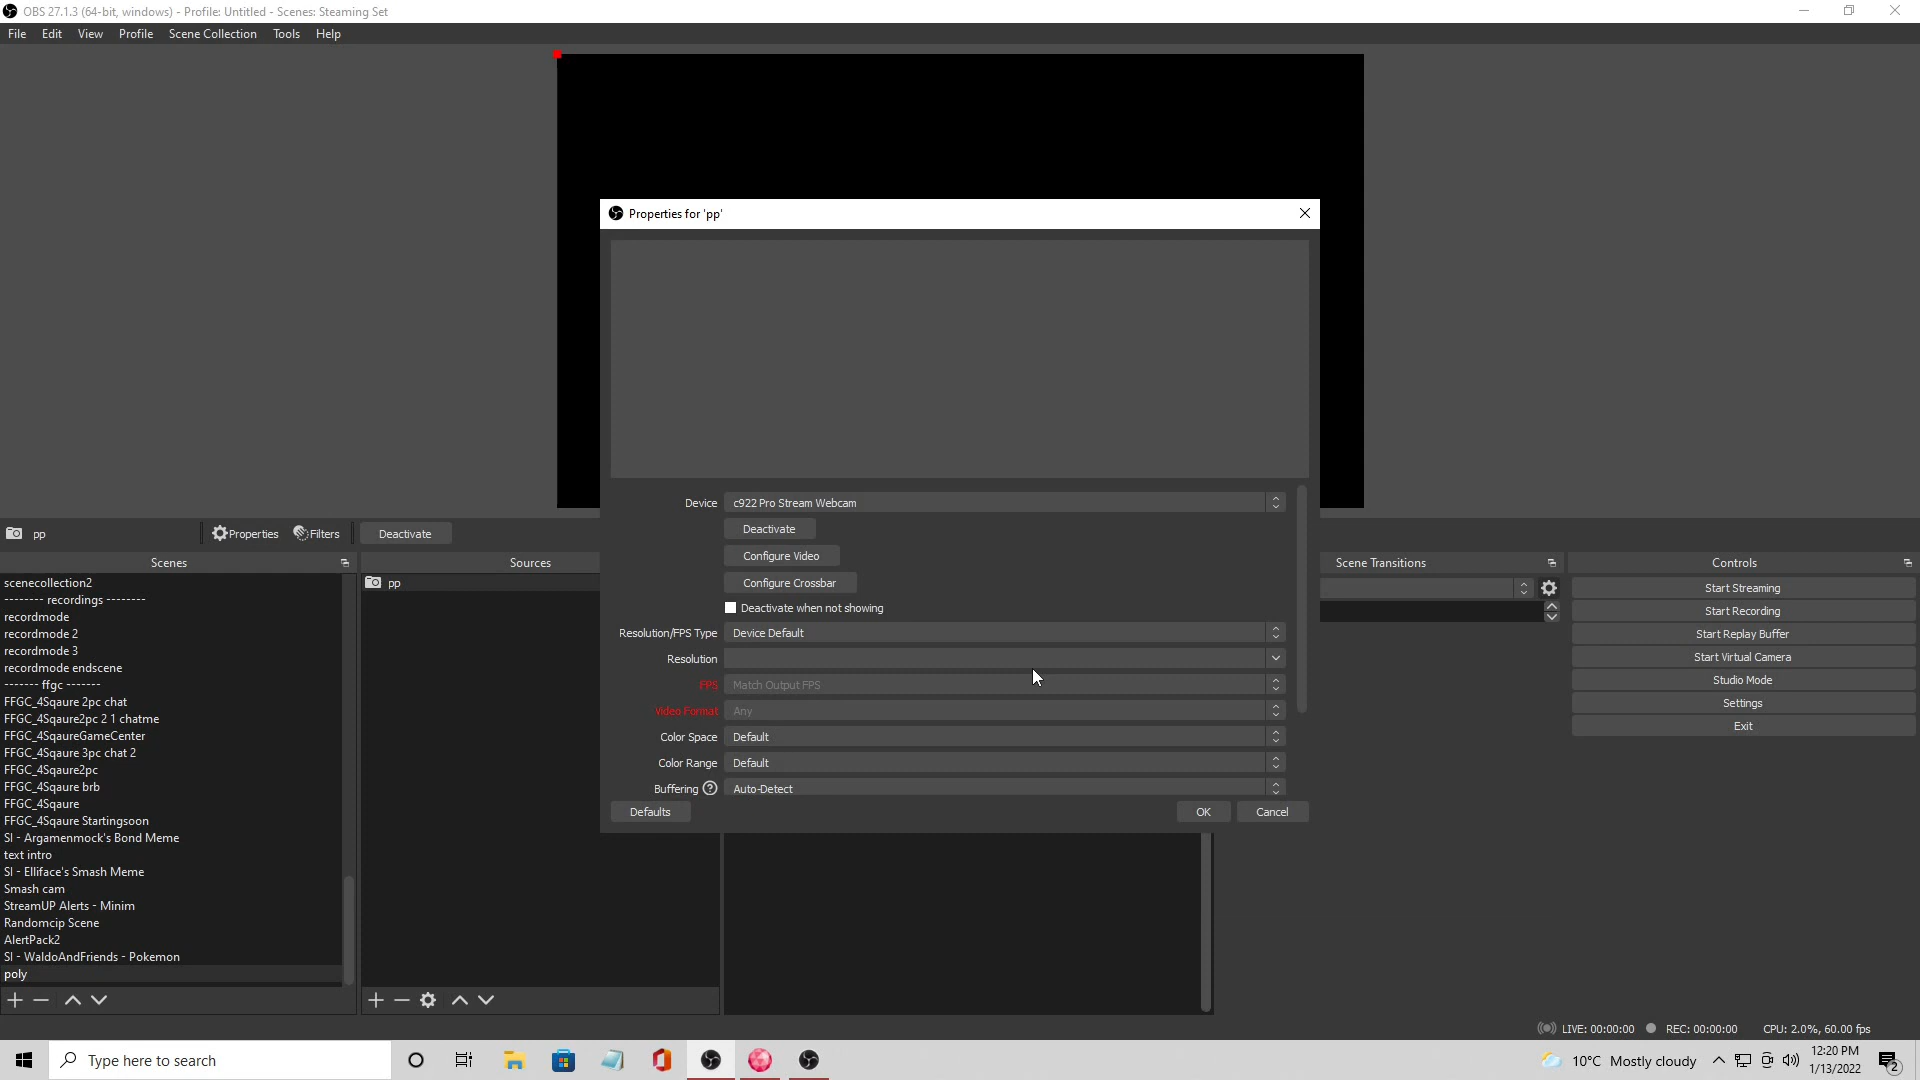 OBS 27.1.3 (64-bit, windows) - Profile: Untitled - Scenes: Steaming Set
File Edit View Profile Scene Collection Tools Help
Properties for 'pp'
Device c922 Pro Stream Webcam
Deactivate
Configure Video
Configure Crossbar
Deactivate when not showing
Resolution/FPS Type Device Default
Resolution
FPS Match Output FPS
Video Format Any
Color Space Default
Color Range Default
Buffering ? Auto-Detect
Defaults OK Cancel
pp Properties Filters Deactivate
Scenes
scenecollection2
-------- recordings --------
recordmode
recordmode 2
recordmode 3
recordmode endscene
------- ffgc -------
FFGC_4Sqaure 2pc chat
FFGC_4Sqaure2pc 2 1 chatme
FFGC_4SqaureGameCenter
FFGC_4Sqaure 3pc chat 2
FFGC_4Sqaure2pc
FFGC_4Sqaure brb
FFGC_4Sqaure
FFGC_4Sqaure Startingsoon
SI - Argamenmock's Bond Meme
text intro
SI - Elliface's Smash Meme
Smash cam
StreamUP Alerts - Minim
Randomcip Scene
AlertPack2
SI - WaldoAndFriends - Pokemon
poly
Sources
pp
Scene Transitions
Controls
Start Streaming
Start Recording
Start Replay Buffer
Start Virtual Camera
Studio Mode
Settings
Exit
LIVE: 00:00:00 REC: 00:00:00 CPU: 2.0%, 60.00 fps
Type here to search
10°C Mostly cloudy
12:20 PM
1/13/2022
2